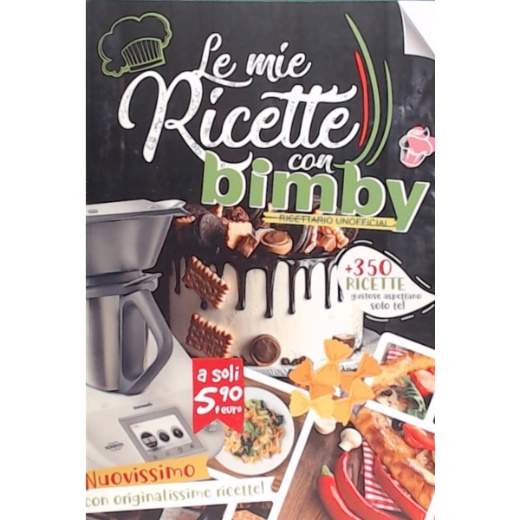 Le mie
Ricette
con
bimby
RICETTARIO UNOFFICIAL
+350
RICETTE
gustose aspettano
solo te!
a soli
5,90
euro
Nuovissimo
con originalissime ricette!